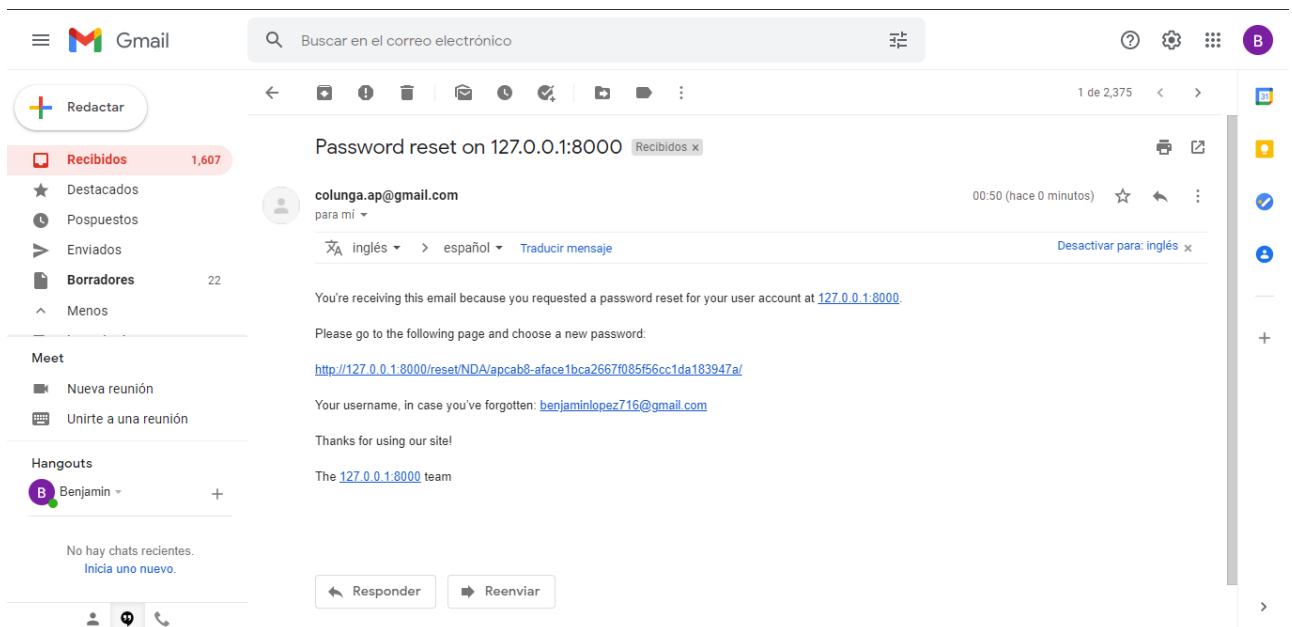 Gmail
Buscar en el correo electrónico
B
Redactar
1 de 2,375
31
Recibidos 1,607
Destacados
Pospuestos
Enviados
Borradores 22
Menos
Meet
Nueva reunión
Unirte a una reunión
Hangouts
B Benjamin
No hay chats recientes.
Inicia uno nuevo.
Password reset on 127.0.0.1:8000 Recibidos x
colunga.ap@gmail.com 00:50 (hace 0 minutos)
para mí
inglés > español Traducir mensaje Desactivar para: inglés x
You're receiving this email because you requested a password reset for your user account at 127.0.0.1:8000.
Please go to the following page and choose a new password:
http://127.0.0.1:8000/reset/NDA/apcab8-aface1bca2667f085f56cc1da183947a/
Your username, in case you've forgotten: benjaminlopez716@gmail.com
Thanks for using our site!
The 127.0.0.1:8000 team
Responder
Reenviar